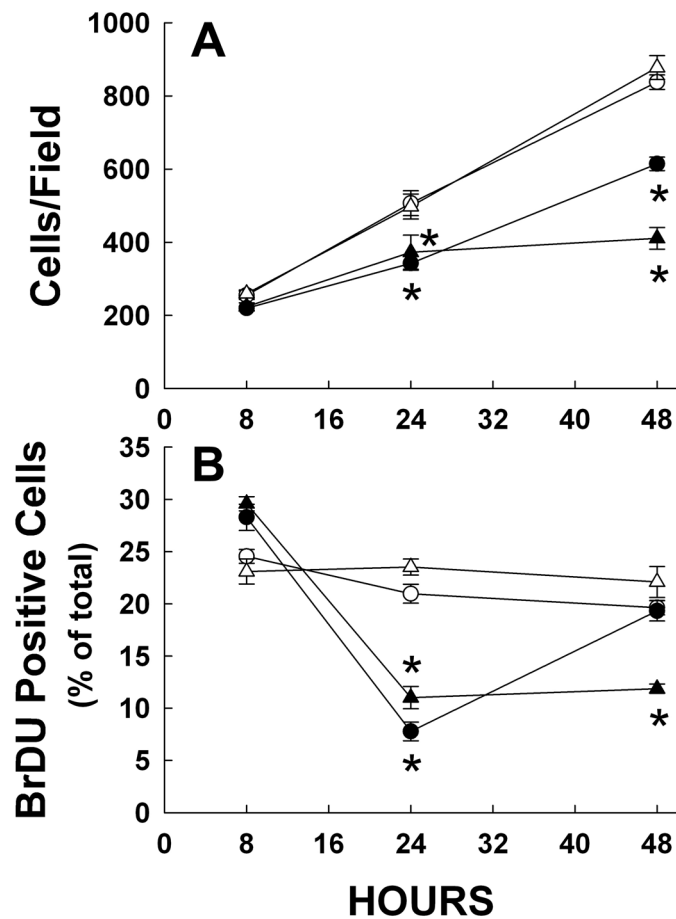 A
1000
800
600
400
200
0
Cells/Field
*
*
*
*
0 8 16 24 32 40 48
B
35
30
25
20
15
10
5
0
BrDU Positive Cells
(% of total)
*
*
*
0 8 16 24 32 40 48
HOURS